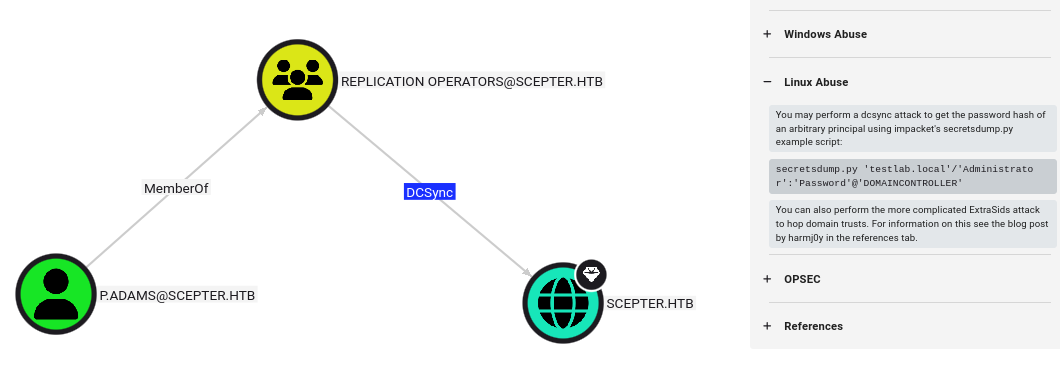 REPLICATION OPERATORS@SCEPTER.HTB
MemberOf
DCSync
P.ADAMS@SCEPTER.HTB
SCEPTER.HTB
+ Windows Abuse
− Linux Abuse
You may perform a dcsync attack to get the password hash of
an arbitrary principal using impacket's secretsdump.py
example script:
secretsdump.py 'testlab.local'/'Administrato
r':'Password'@'DOMAINCONTROLLER'
You can also perform the more complicated ExtraSids attack
to hop domain trusts. For information on this see the blog post
by harmj0y in the references tab.
+ OPSEC
+ References